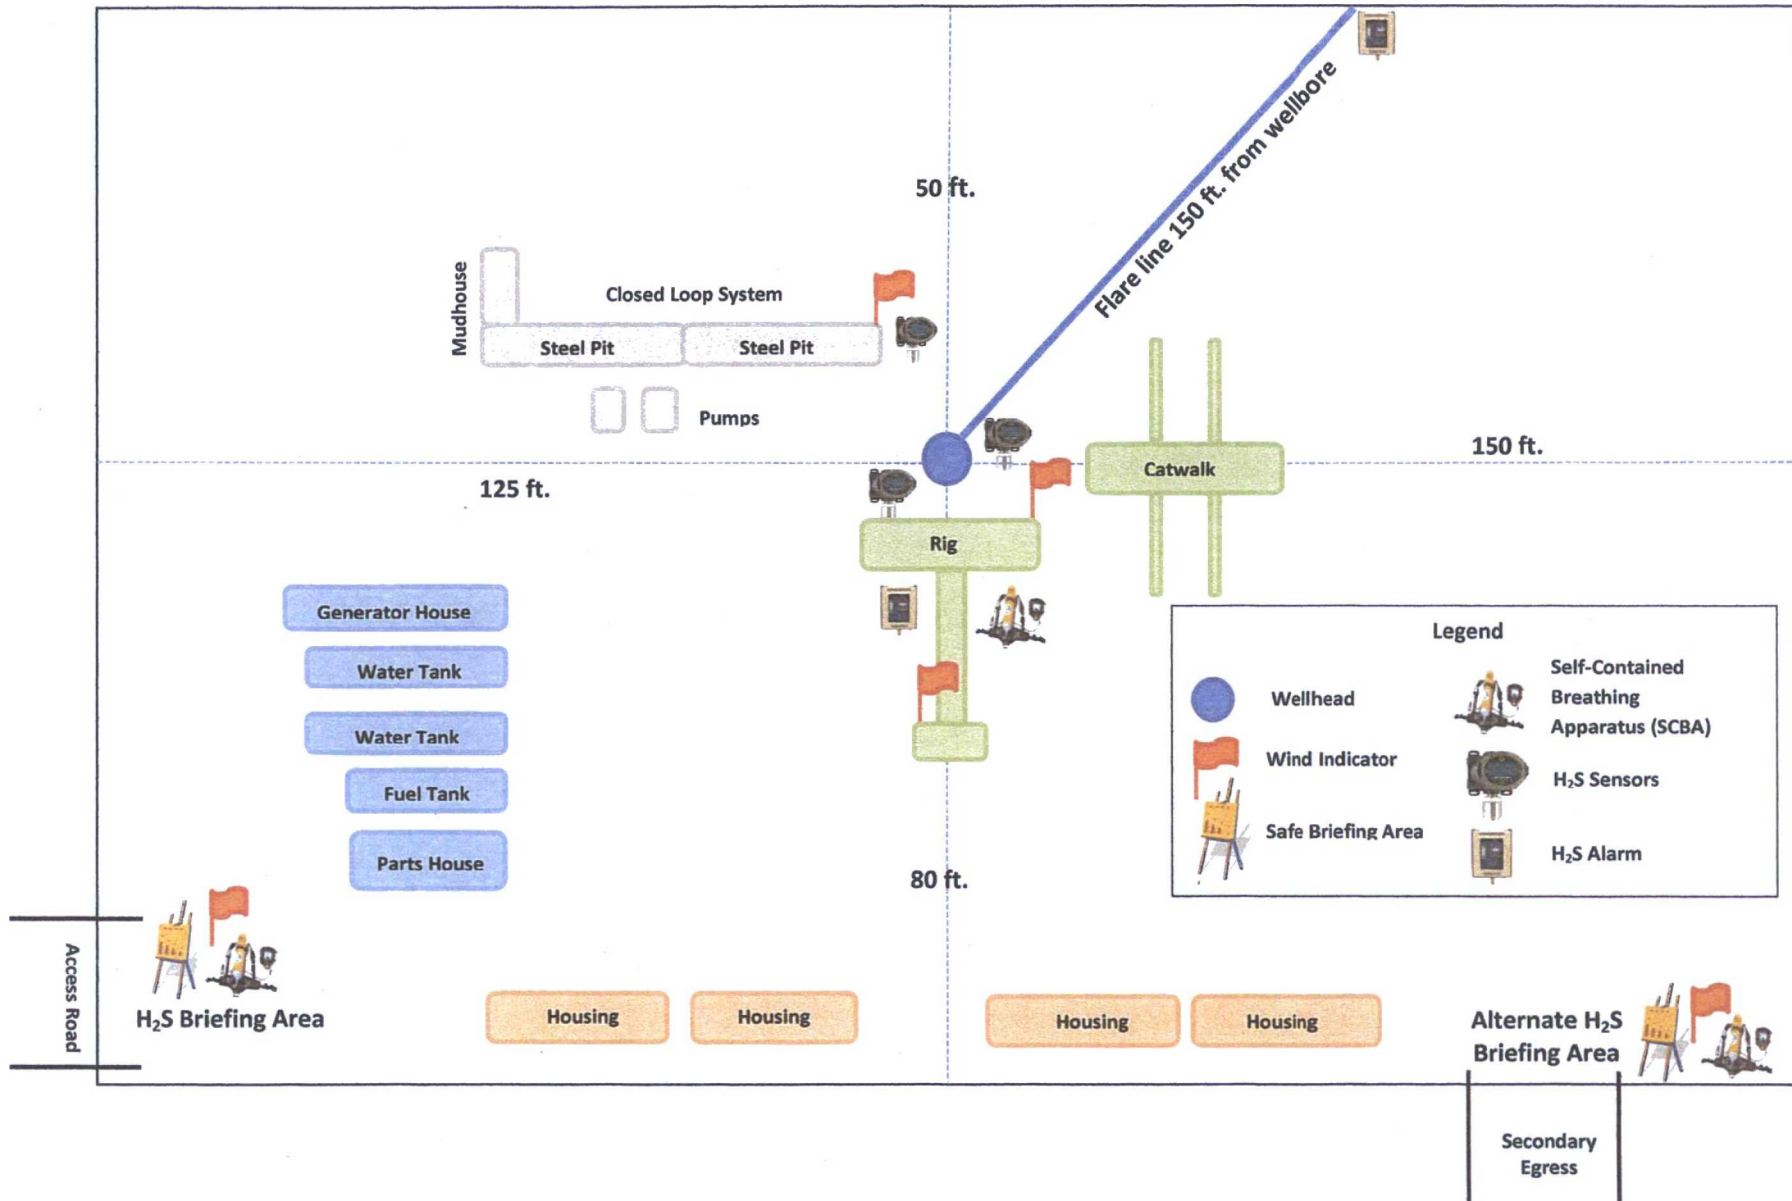 50 ft.
Flare line 150 ft. from wellbore
Mudhouse
Closed Loop System
Steel Pit
Steel Pit
Pumps
125 ft.
150 ft.
Catwalk
Rig
Generator House
Water Tank
Water Tank
Fuel Tank
Parts House
80 ft.
Legend
Wellhead
Wind Indicator
Safe Briefing Area
Self-Contained
Breathing
Apparatus (SCBA)
H₂S Sensors
H₂S Alarm
Access Road
H₂S Briefing Area
Housing
Housing
Housing
Housing
Alternate H₂S
Briefing Area
Secondary
Egress